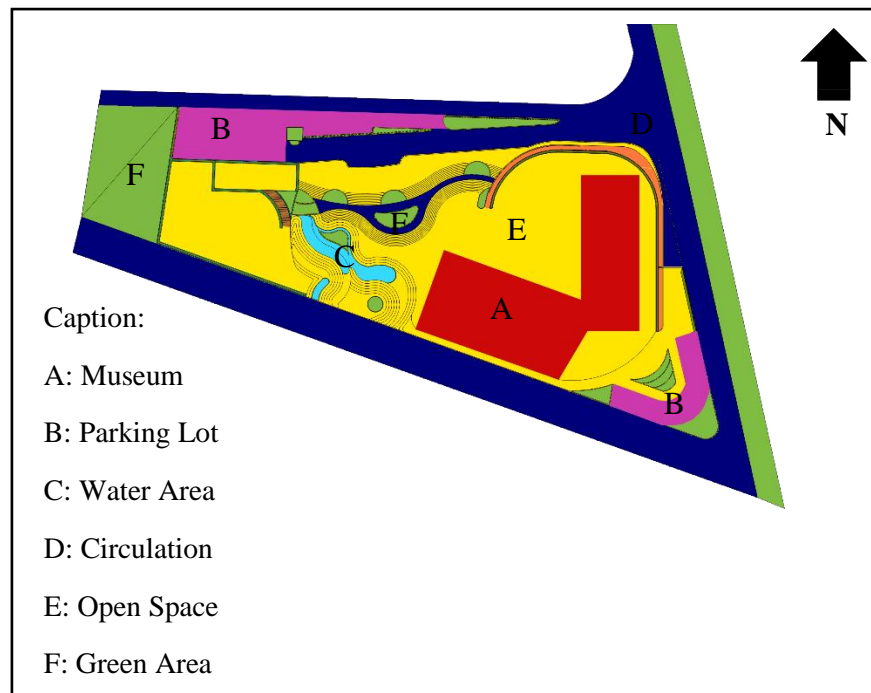 N
D
B
F
F
E
C
A
B
Caption:
A: Museum
B: Parking Lot
C: Water Area
D: Circulation
E: Open Space
F: Green Area